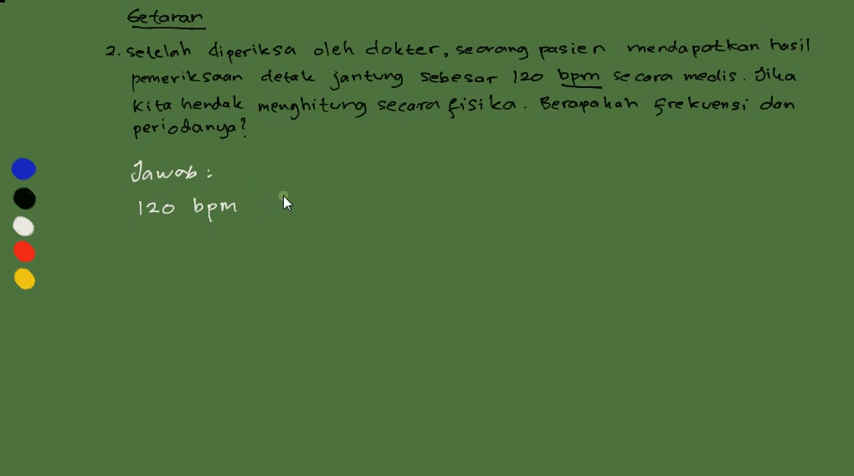 Getaran
2. setelah diperiksa oleh dokter, seorang pasien mendapatkan hasil
pemeriksaan detak jantung sebesar 120 bpm secara medis. Jika
kita hendak menghitung secara fisika. Berapakah frekuensi dan
periodanya?
Jawab:
120 bpm